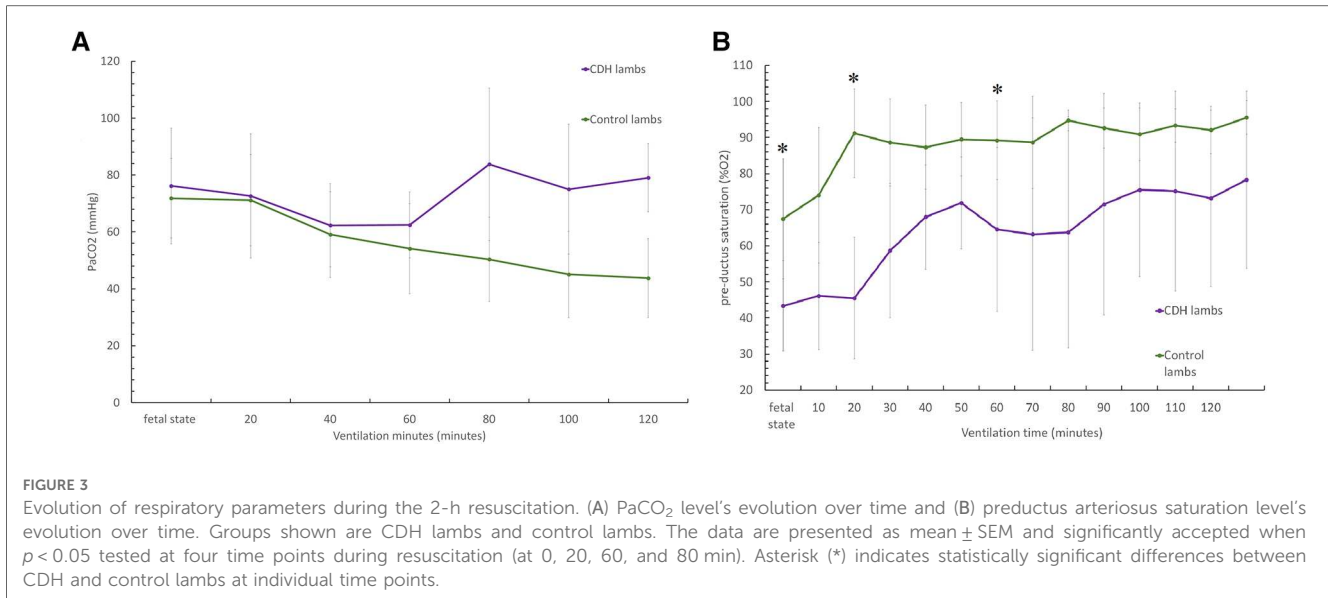 A
120
100
80
60
40
20
0
PaCO2 (mmHg)
CDH lambs
Control lambs
fetal state 20 40 60 80 100 120
Ventilation minutes (minutes)
B
110
100
90
80
70
60
50
40
30
20
pre-ductus saturation (%O2)
*
*
*
CDH lambs
Control
lambs
fetal
state
10 20 30 40 50 60 70 80 90 100 110 120
Ventilation time (minutes)
FIGURE 3
Evolution of respiratory parameters during the 2-h resuscitation. (A) PaCO2 level's evolution over time and (B) preductus arteriosus saturation level's
evolution over time. Groups shown are CDH lambs and control lambs. The data are presented as mean ± SEM and significantly accepted when
p < 0.05 tested at four time points during resuscitation (at 0, 20, 60, and 80 min). Asterisk (*) indicates statistically significant differences between
CDH and control lambs at individual time points.